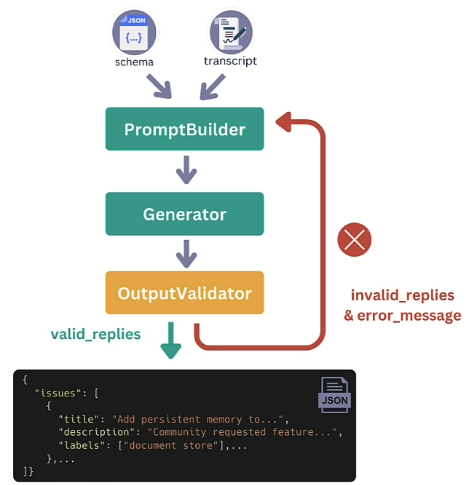 JSON
{...}
schema
transcript
PromptBuilder
Generator
OutputValidator
invalid_replies
& error_message
valid_replies
{
"issues": [
{
"title": "Add persistent memory to...",
"description": "Community requested feature...",
"labels": ["document store"],...
},...
]}
JSON